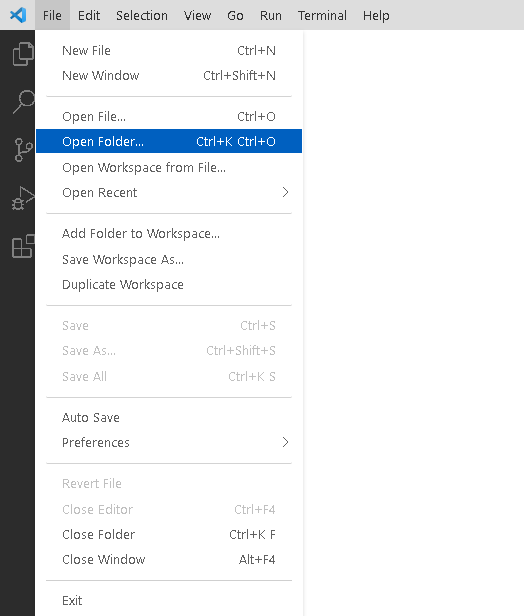 File Edit Selection View Go Run Terminal Help
New File Ctrl+N
New Window Ctrl+Shift+N
Open File... Ctrl+O
Open Folder... Ctrl+K Ctrl+O
Open Workspace from File...
Open Recent
Add Folder to Workspace...
Save Workspace As...
Duplicate Workspace
Save Ctrl+S
Save As... Ctrl+Shift+S
Save All Ctrl+K S
Auto Save
Preferences
Revert File
Close Editor Ctrl+F4
Close Folder Ctrl+K F
Close Window Alt+F4
Exit